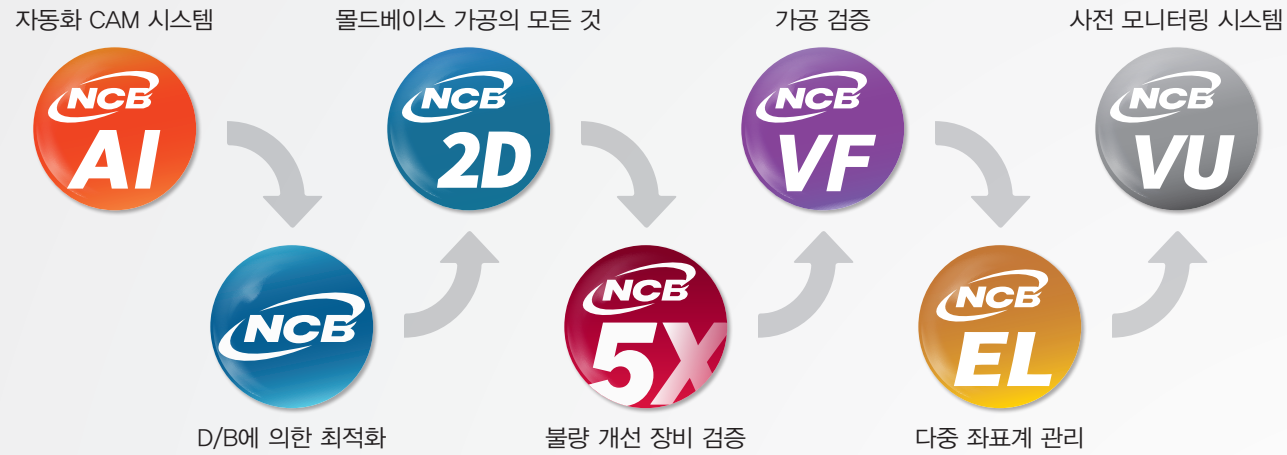 자동화 CAM 시스템
NCB
AI
NCB
D/B에 의한 최적화
몰드베이스 가공의 모든 것
NCB
2D
NCB
5X
불량 개선 장비 검증
가공 검증
NCB
VF
NCB
EL
다중 좌표계 관리
사전 모니터링 시스템
NCB
VU